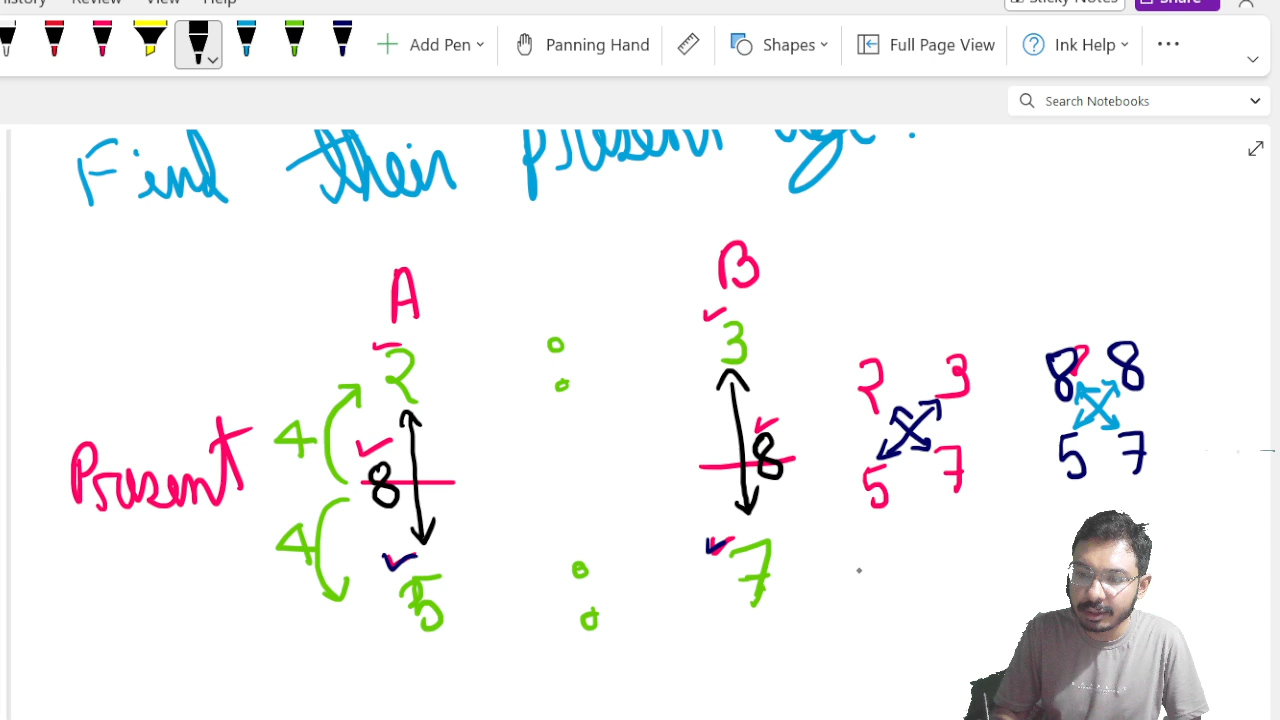 History Review View Help Sticky Notes Share
Add Pen Panning Hand Shapes Full Page View Ink Help
Search Notebooks
Find their present age.
A B
2 : 3
2 3 8 8
4
Present 8 8
5 7 5 7
4
5 : 7